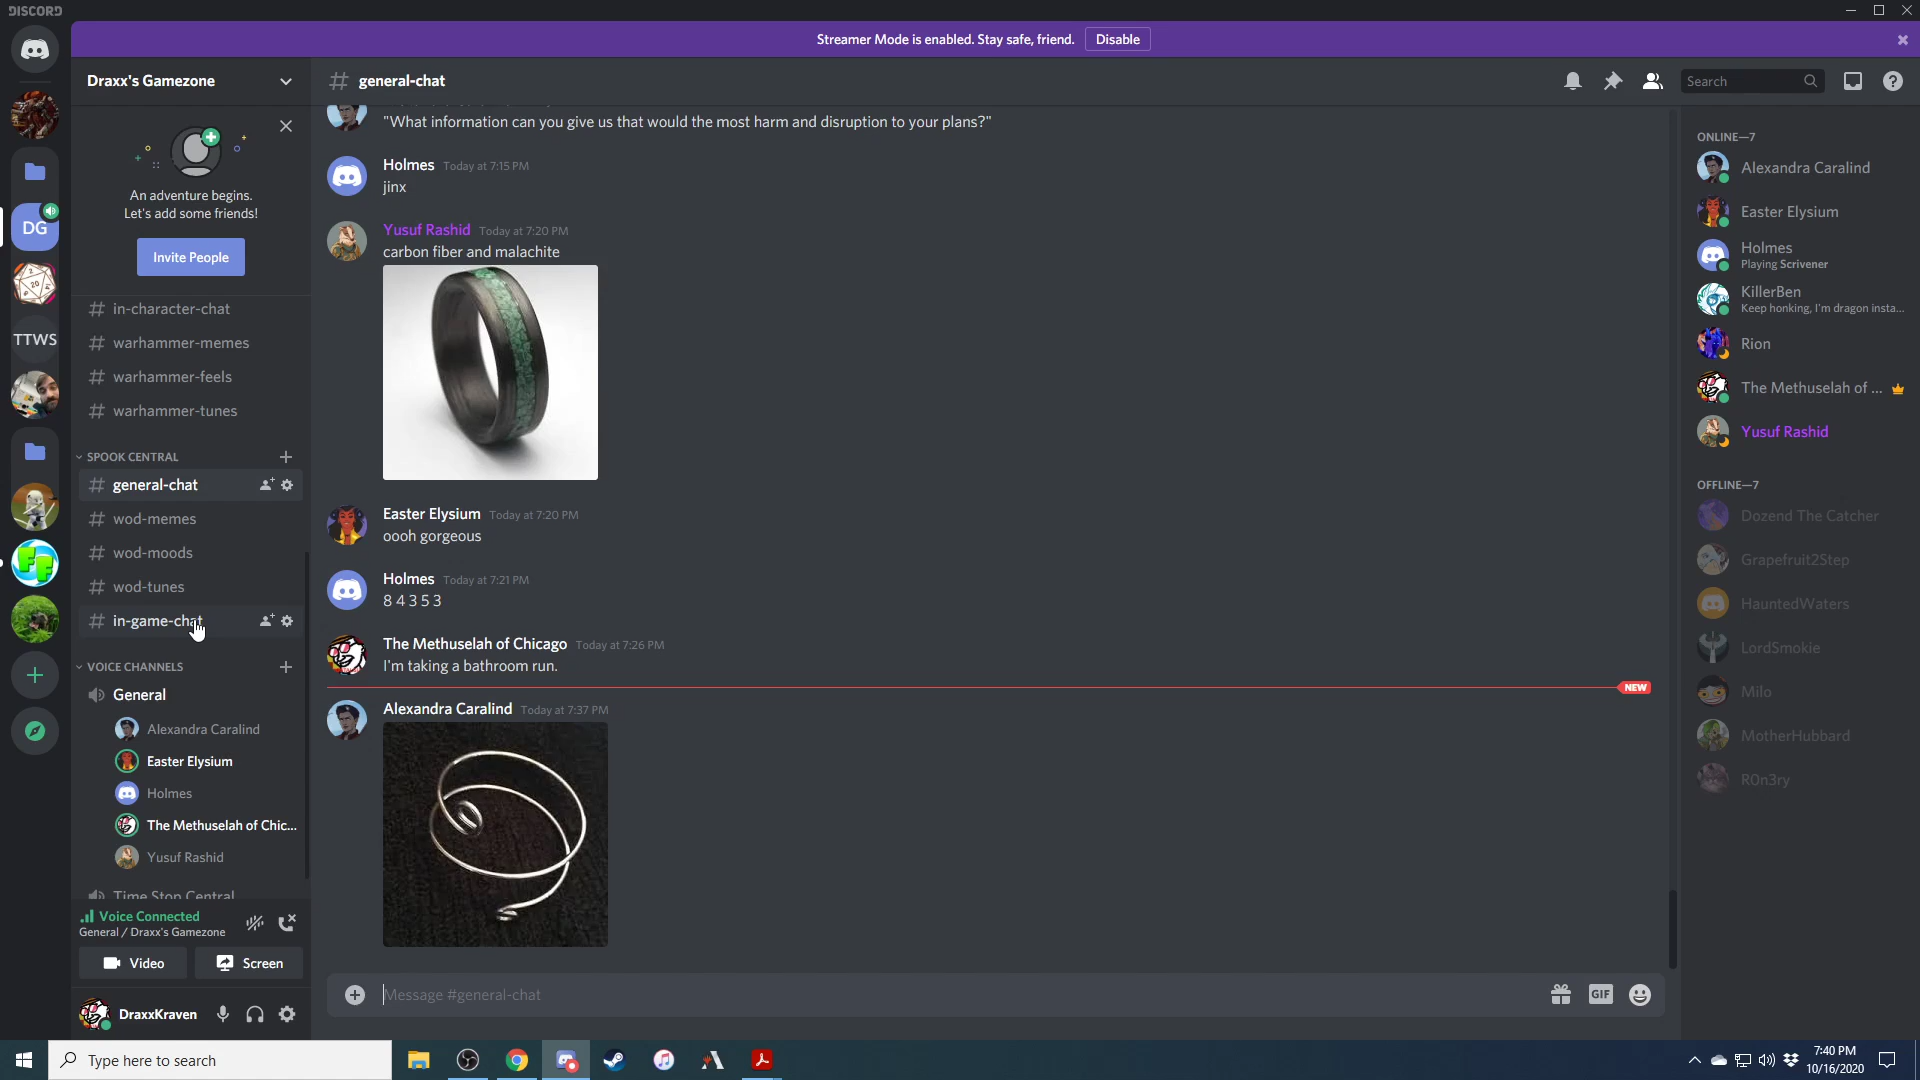 DISCORD
Streamer Mode is enabled. Stay safe, friend.
Disable
Draxx's Gamezone
An adventure begins.
Let's add some friends!
Invite People
DG
20
TTWS
FF
in-character-chat
warhammer-memes
warhammer-feels
warhammer-tunes
SPOOK CENTRAL
general-chat
wod-memes
wod-moods
wod-tunes
in-game-chat
VOICE CHANNELS
General
Alexandra Caralind
Easter Elysium
Holmes
The Methuselah of Chic...
Yusuf Rashid
Time Stop Central
Voice Connected
General / Draxx's Gamezone
Video
Screen
DraxxKraven
general-chat
Search
"What information can you give us that would the most harm and disruption to your plans?"
Holmes Today at 7:15 PM
jinx
Yusuf Rashid Today at 7:20 PM
carbon fiber and malachite
Easter Elysium Today at 7:20 PM
oooh gorgeous
Holmes Today at 7:21 PM
8 4 3 5 3
The Methuselah of Chicago Today at 7:26 PM
I'm taking a bathroom run.
NEW
Alexandra Caralind Today at 7:37 PM
Message #general-chat
GIF
ONLINE—7
Alexandra Caralind
Easter Elysium
Holmes
Playing Scrivener
KillerBen
Keep honking, I'm dragon insta...
Rion
The Methuselah of ...
Yusuf Rashid
OFFLINE—7
Dozend The Catcher
Grapefruit2Step
HauntedWaters
LordSmokie
Milo
MotherHubbard
R0n3ry
Type here to search
7:40 PM
10/16/2020